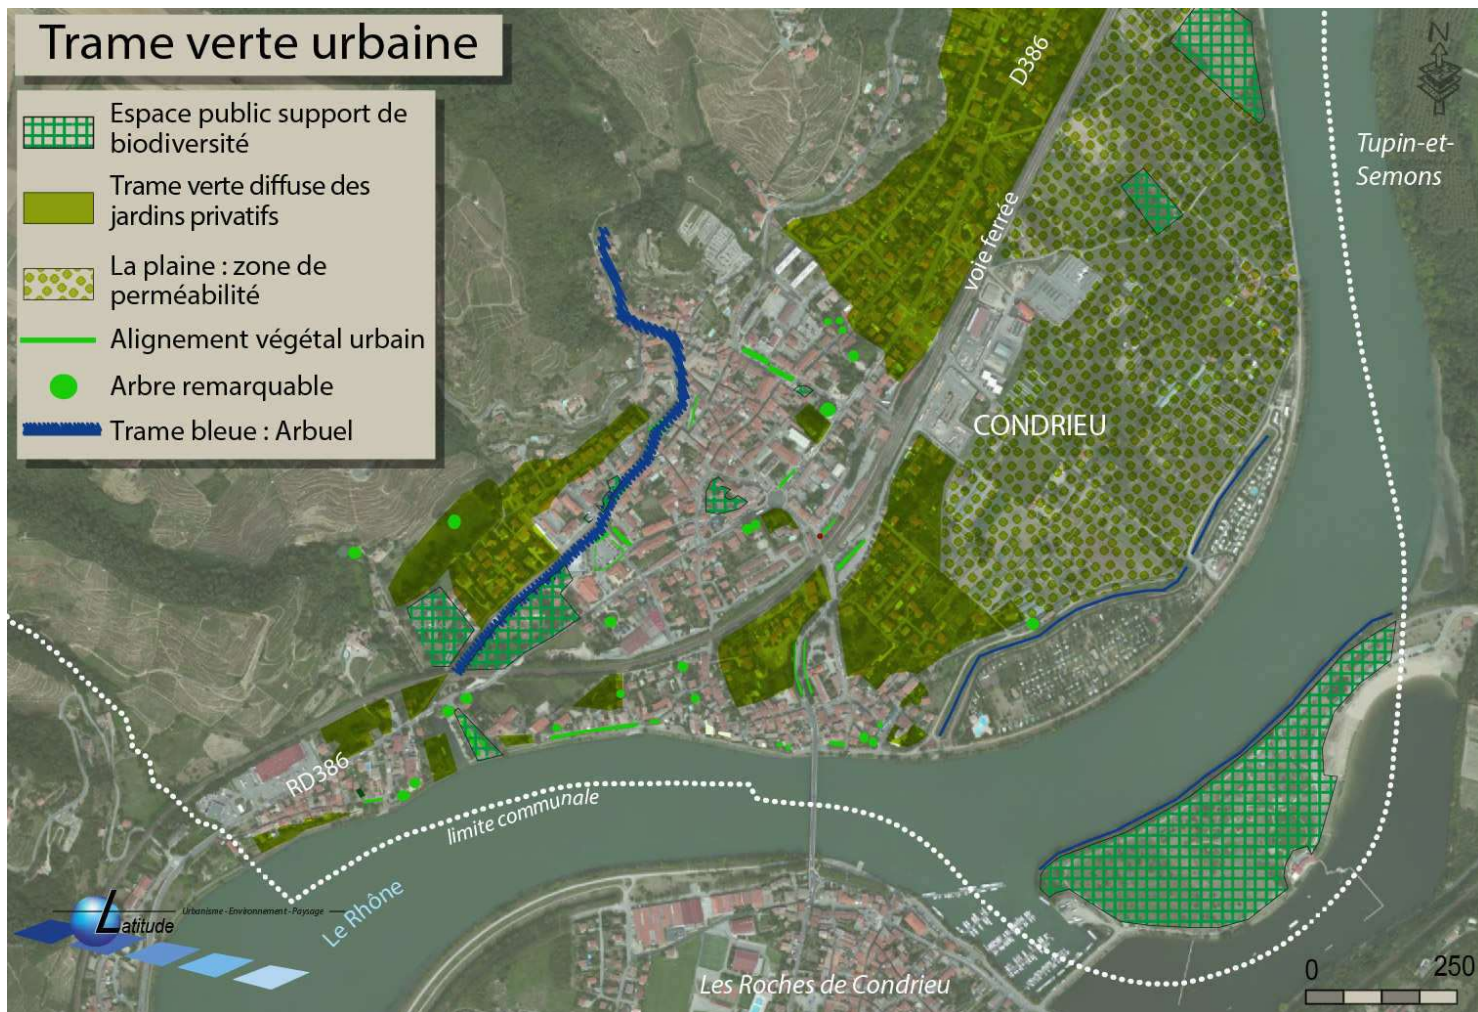 Trame verte urbaine
Espace public support de
biodiversité
Trame verte diffuse des
jardins privatifs
La plaine : zone de
perméabilité
Alignement végétal urbain
Arbre remarquable
Trame bleue : Arbuel
D386
N
Tupin-et-
Semons
voie ferrée
CONDRIEU
RD386
limite communale
Le Rhône
Latitude
Urbanisme - Environnement - Paysage
Les Roches de Condrieu
0 250